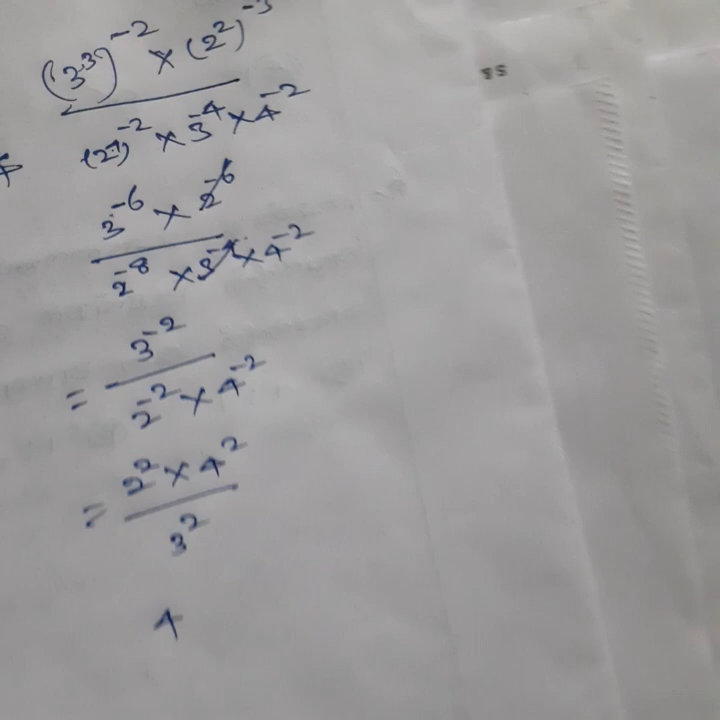 (3³)⁻² × (2²)⁻³
(2⁴)⁻² × 3⁻⁴ × 4⁻²
3⁻⁶ × 2⁻⁶
2⁻⁸ × 3⁻⁴ × 4⁻²
3⁻²
= 2⁻² × 4⁻²
2² × 4²
= 3²
4